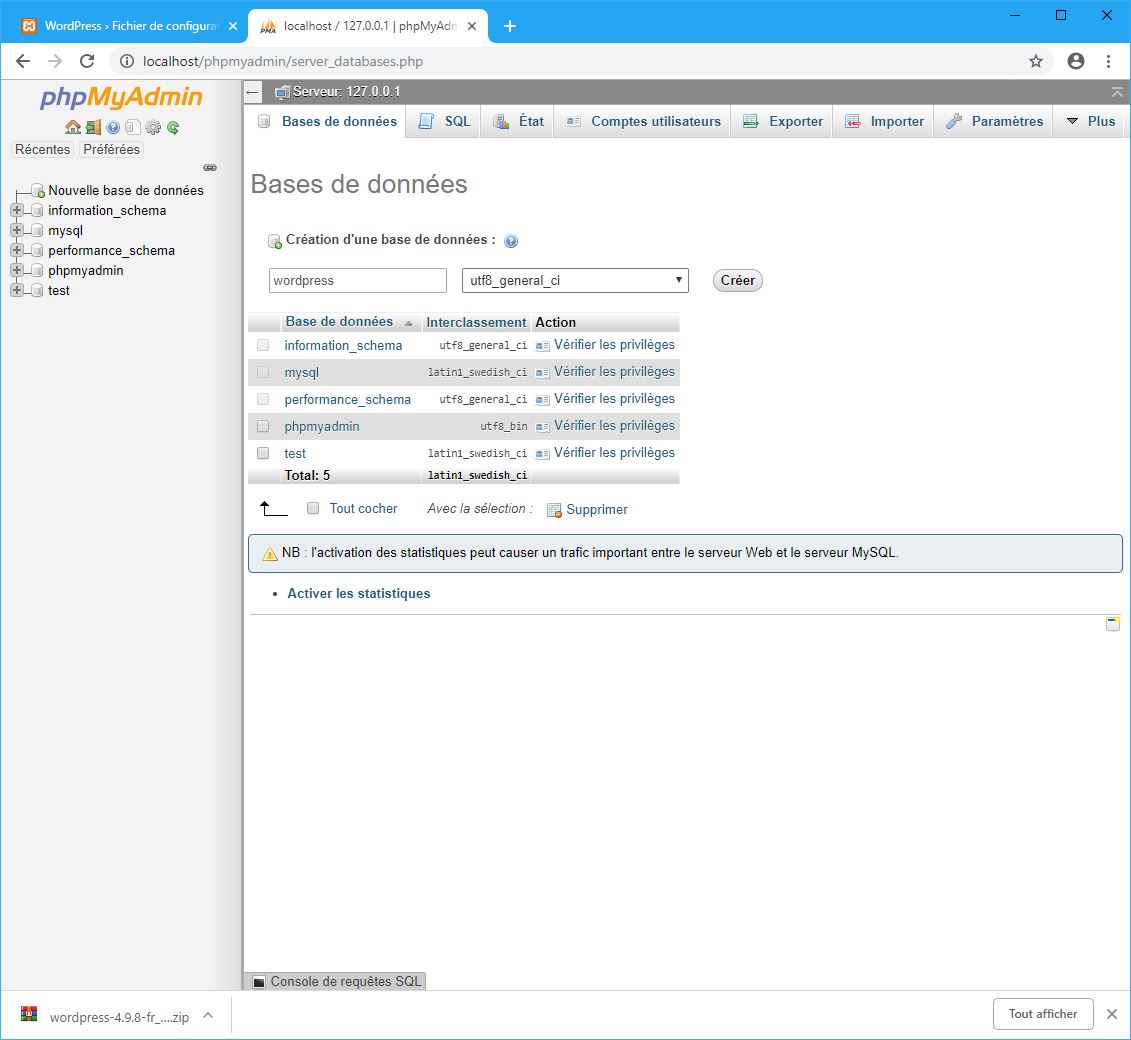 WordPress › Fichier de configurat
localhost / 127.0.0.1 | phpMyAdm
localhost/phpmyadmin/server_databases.php
phpMyAdmin
Récentes Préférées
Nouvelle base de données
information_schema
mysql
performance_schema
phpmyadmin
test
Serveur: 127.0.0.1
Bases de données SQL État Comptes utilisateurs Exporter Importer Paramètres Plus
Bases de données
Création d'une base de données :
wordpress utf8_general_ci Créer
Base de données Interclassement Action
information_schema utf8_general_ci Vérifier les privilèges
mysql latin1_swedish_ci Vérifier les privilèges
performance_schema utf8_general_ci Vérifier les privilèges
phpmyadmin utf8_bin Vérifier les privilèges
test latin1_swedish_ci Vérifier les privilèges
Total: 5 latin1_swedish_ci
Tout cocher Avec la sélection : Supprimer
NB : l'activation des statistiques peut causer un trafic important entre le serveur Web et le serveur MySQL.
• Activer les statistiques
Console de requêtes SQL
wordpress-4.9.8-fr_....zip
Tout afficher